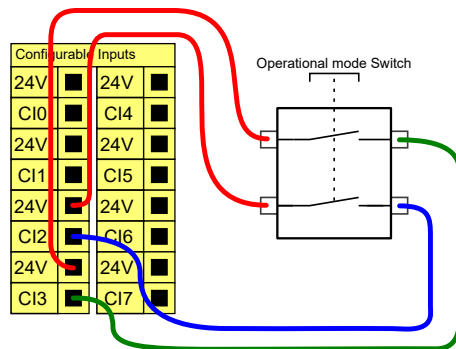 Configurable Inputs
Operational mode Switch
24V 24V
CI0 CI4
24V 24V
CI1 CI5
24V 24V
CI2 CI6
24V 24V
CI3 CI7